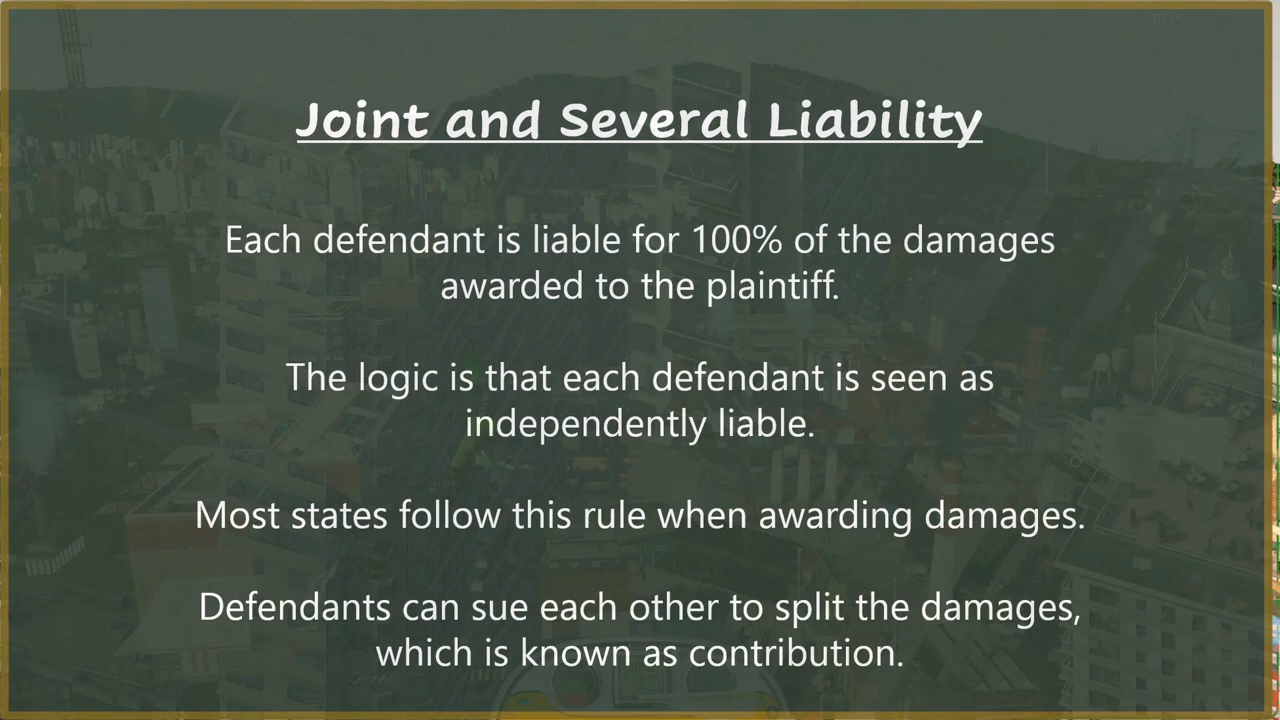 Joint and Several Liability
Each defendant is liable for 100% of the damages
awarded to the plaintiff.
The logic is that each defendant is seen as
independently liable.
Most states follow this rule when awarding damages.
Defendants can sue each other to split the damages,
which is known as contribution.